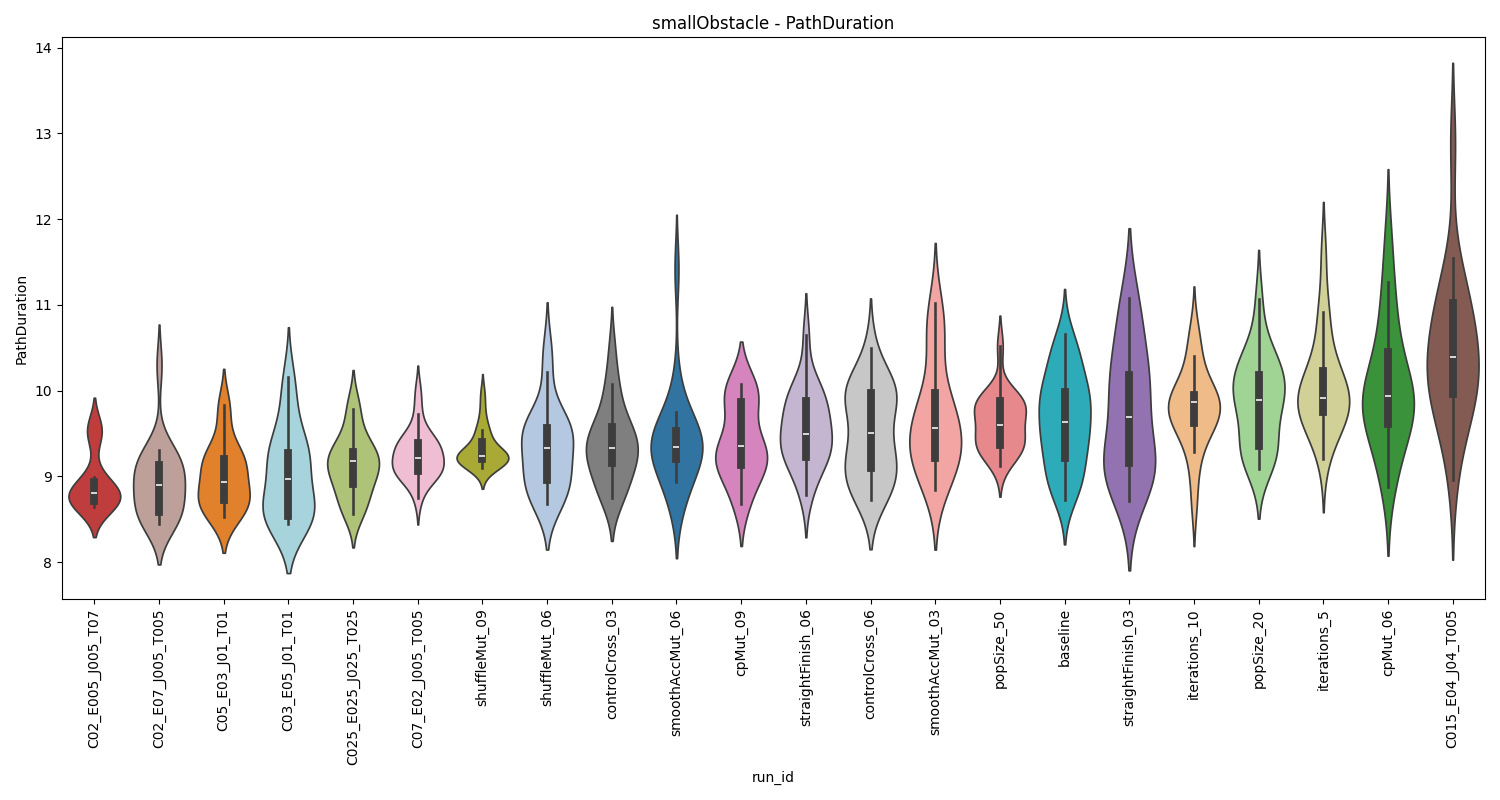 smallObstacle - PathDuration
PathDuration
14
13
12
11
10
9
8
C02_E005_J005_T07
C02_E07_J005_T005
C05_E03_J01_T01
C03_E05_J01_T01
C025_E025_J025_T025
C07_E02_J005_T005
shuffleMut_09
shuffleMut_06
controlCross_03
smoothAccMut_06
cpMut_09
straightFinish_06
controlCross_06
smoothAccMut_03
popSize_50
baseline
straightFinish_03
iterations_10
popSize_20
iterations_5
cpMut_06
C015_E04_J04_T005
run_id